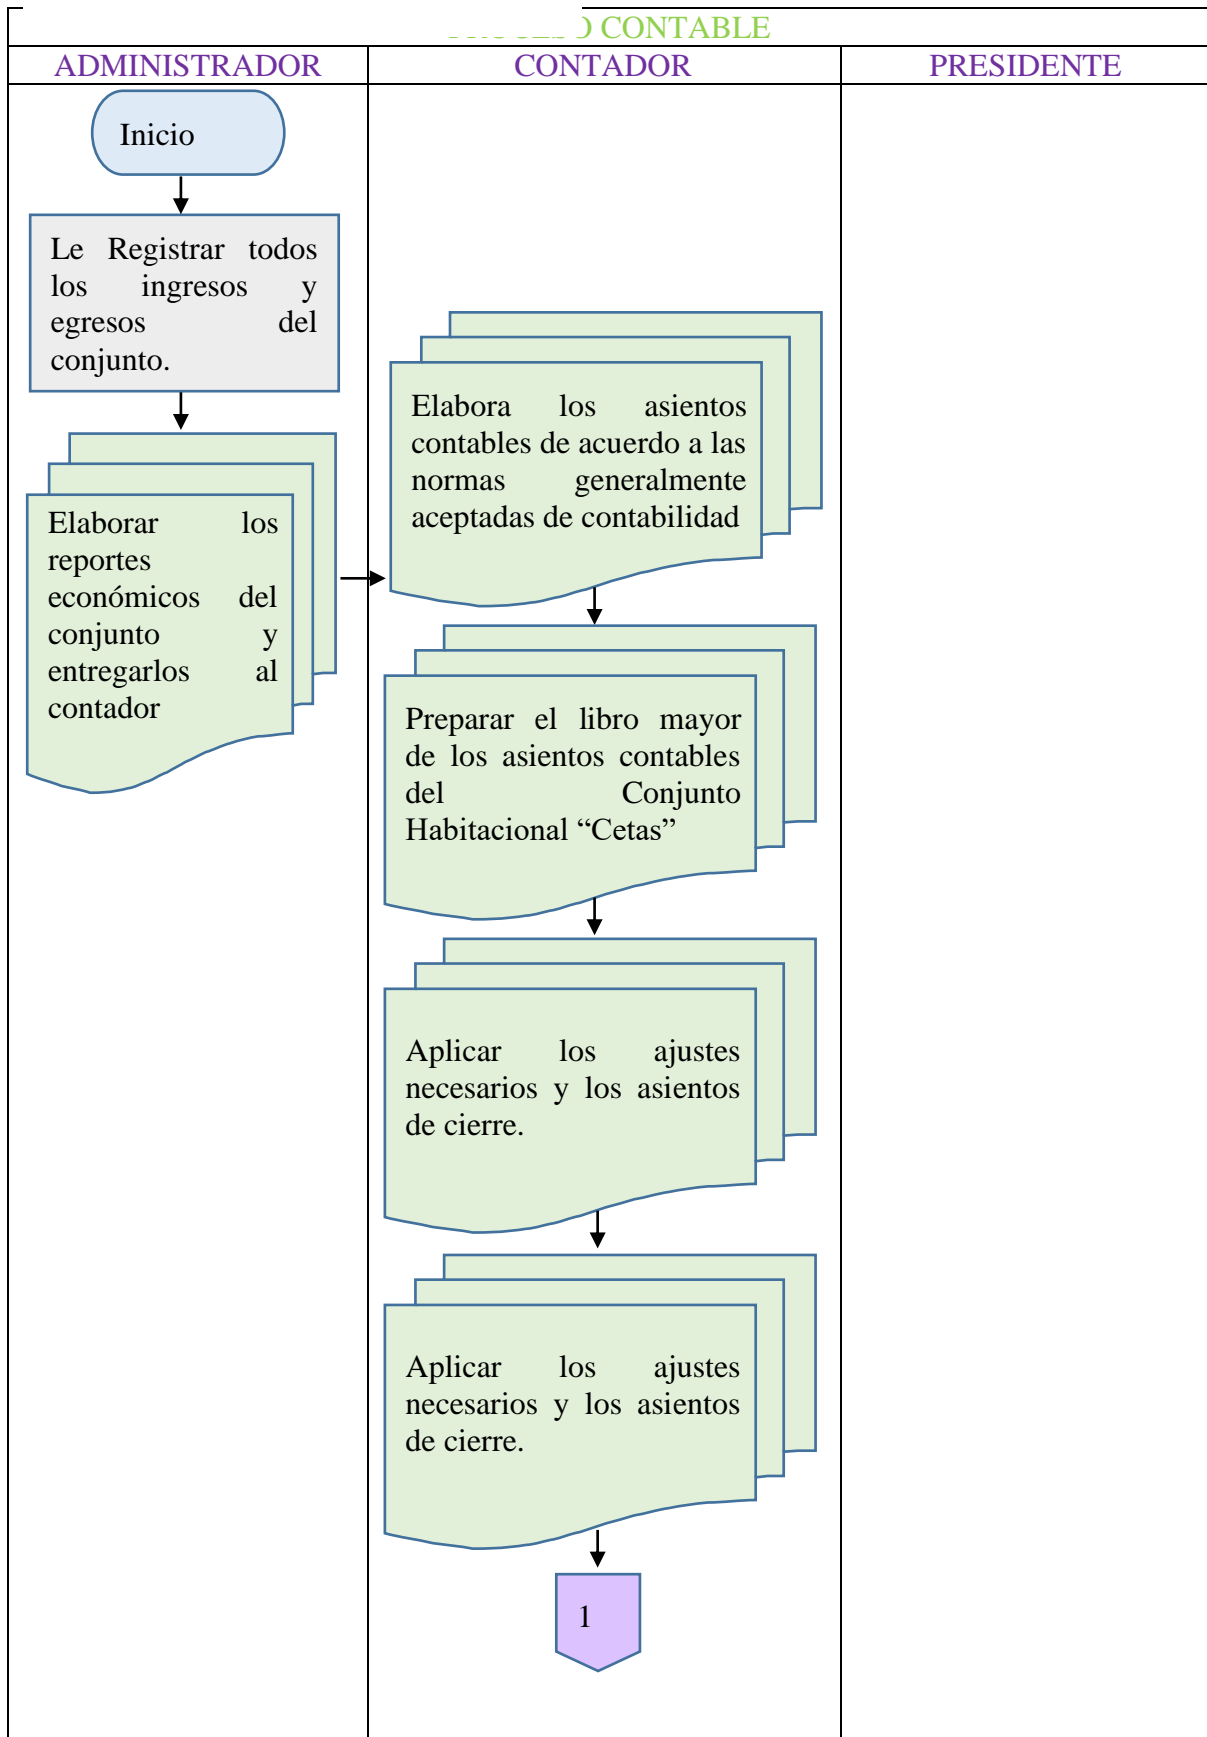 CONTABLE
ADMINISTRADOR
CONTADOR
PRESIDENTE
Inicio
Le Registrar todos
los ingresos y
egresos del
conjunto.
Elaborar los
reportes
económicos del
conjunto y
entregarlos al
contador
Elabora los asientos
contables de acuerdo a las
normas generalmente
aceptadas de contabilidad
Preparar el libro mayor
de los asientos contables
del Conjunto
Habitacional “Cetas”
Aplicar los ajustes
necesarios y los asientos
de cierre.
Aplicar los ajustes
necesarios y los asientos
de cierre.
1